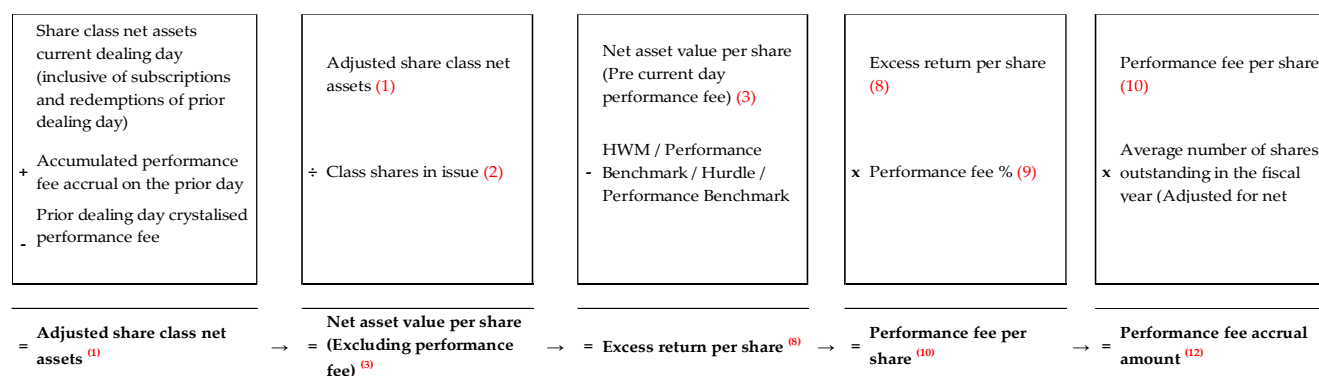 Share class net assets
current dealing day
(inclusive of subscriptions
and redemptions of prior
dealing day)
+ Accumulated performance
fee accrual on the prior day
Prior dealing day crystalised
- performance fee
= Adjusted share class net
assets (1)
→
Adjusted share class net
assets (1)
÷ Class shares in issue (2)
Net asset value per share
= (Excluding performance
fee) (3)
→
Net asset value per share
(Pre current day
performance fee) (3)
HWM / Performance
- Benchmark / Hurdle /
Performance Benchmark
= Excess return per share (8)
→
Excess return per share
(8)
x Performance fee % (9)
= Performance fee per
share (10)
→
Performance fee per share
(10)
Average number of shares
x outstanding in the fiscal
year (Adjusted for net
= Performance fee accrual
amount (12)